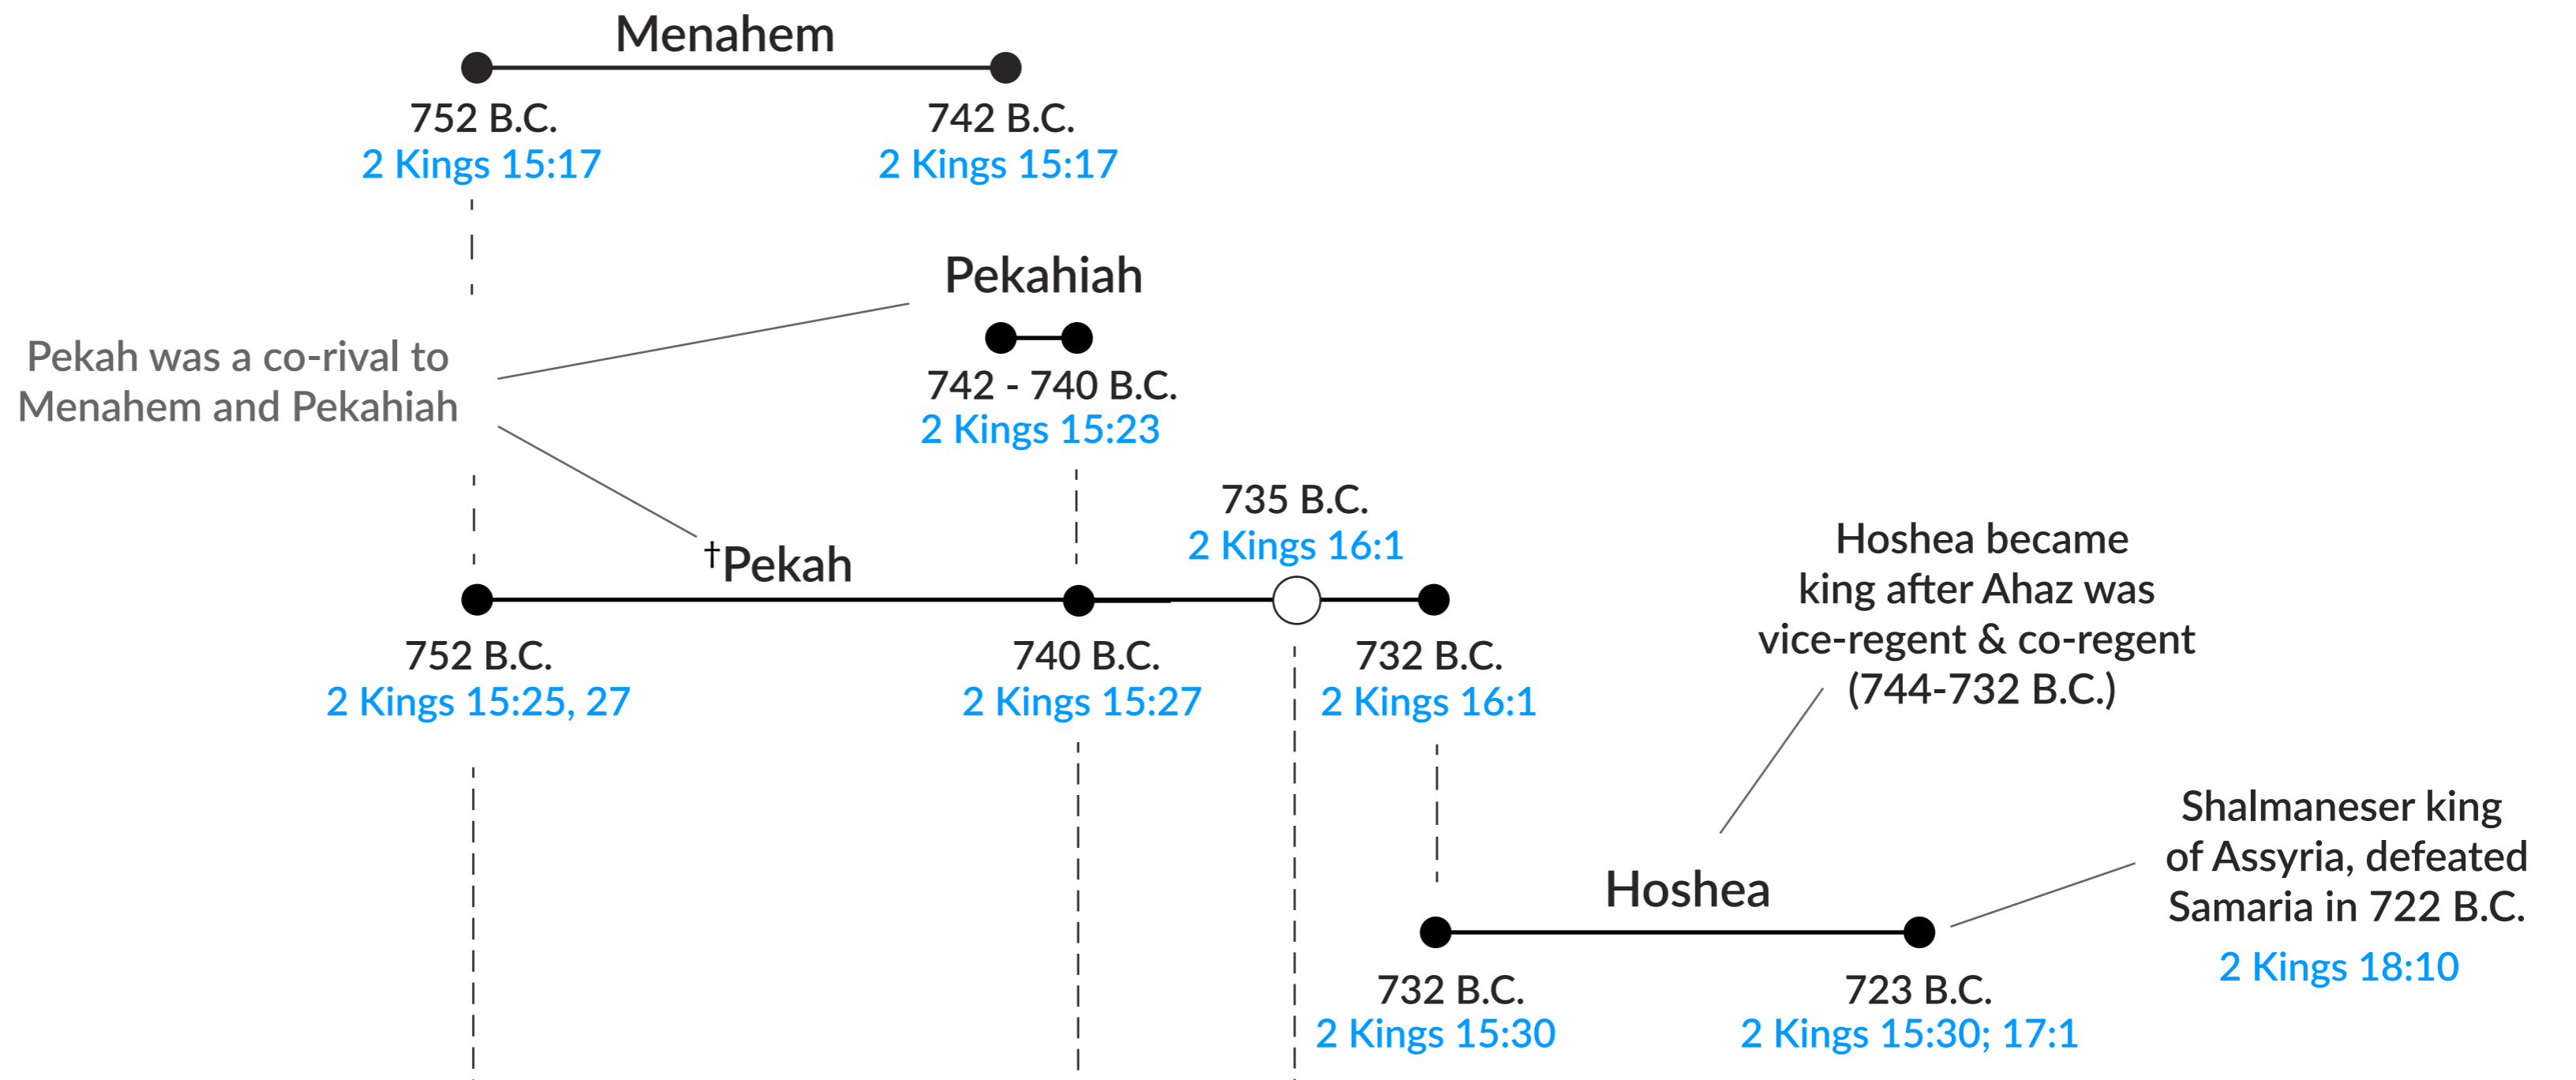 Menahem
752 B.C.
2 Kings 15:17
742 B.C.
2 Kings 15:17
Pekah was a co-rival to
Menahem and Pekahiah
Pekahiah
742 - 740 B.C.
2 Kings 15:23
†Pekah
752 B.C.
2 Kings 15:25, 27
740 B.C.
2 Kings 15:27
735 B.C.
2 Kings 16:1
732 B.C.
2 Kings 16:1
Hoshea became
king after Ahaz was
vice-regent & co-regent
(744-732 B.C.)
Hoshea
732 B.C.
2 Kings 15:30
723 B.C.
2 Kings 15:30; 17:1
Shalmaneser king
of Assyria, defeated
Samaria in 722 B.C.
2 Kings 18:10